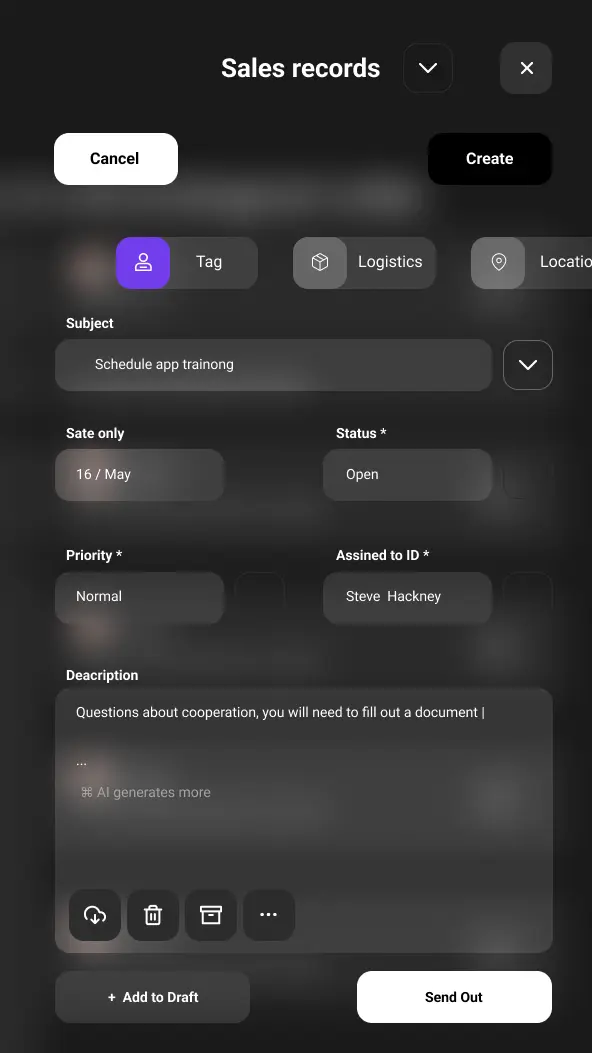 Sales records
Cancel
Create
Tag
Logistics
Locatio
Subject
Schedule app trainong
Sate only
Status *
16 / May
Open
Priority *
Assined to ID *
Normal
Steve Hackney
Deacription
Questions about cooperation, you will need to fill out a document |
...
⌘ AI generates more
+ Add to Draft
Send Out